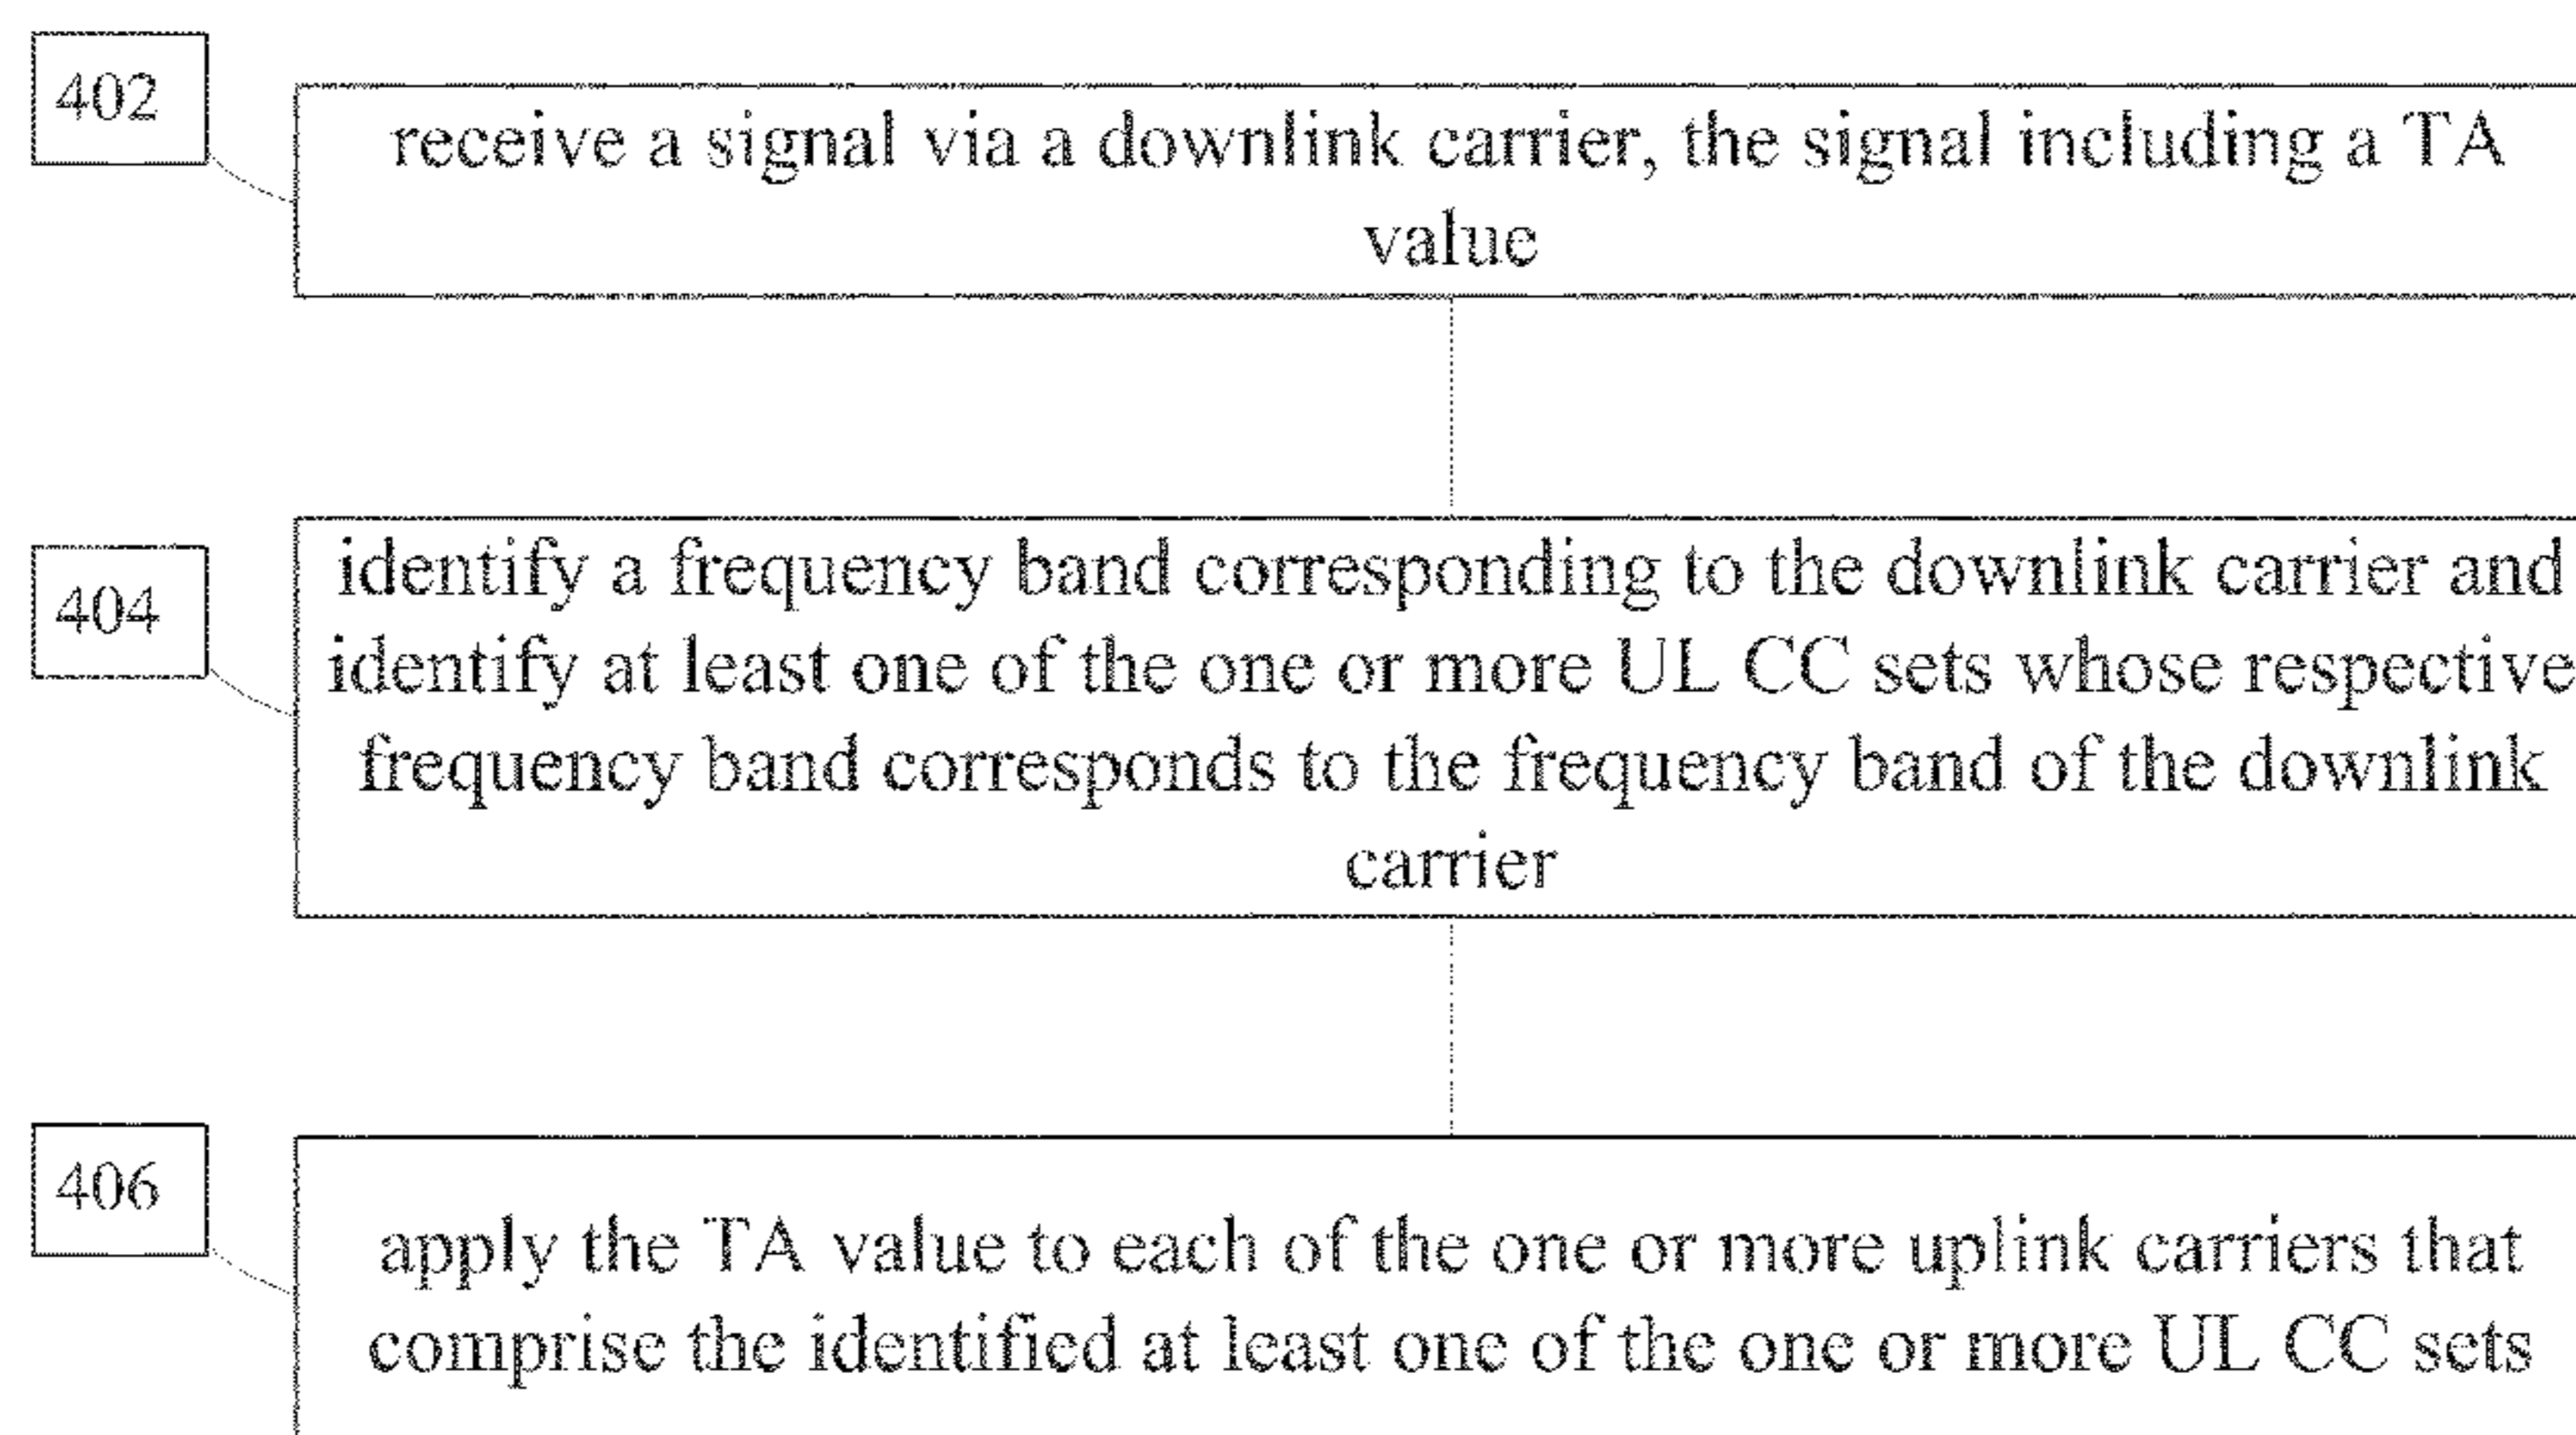 402
receive a signal via a downlink carrier, the signal including a TA
value
404
identify a frequency band corresponding to the downlink carrier and
identify at least one of the one or more UL CC sets whose respective
frequency band corresponds to the frequency band of the downlink
carrier
406
apply the TA value to each of the one or more uplink carriers that
comprise the identified at least one of the one or more UL CC sets